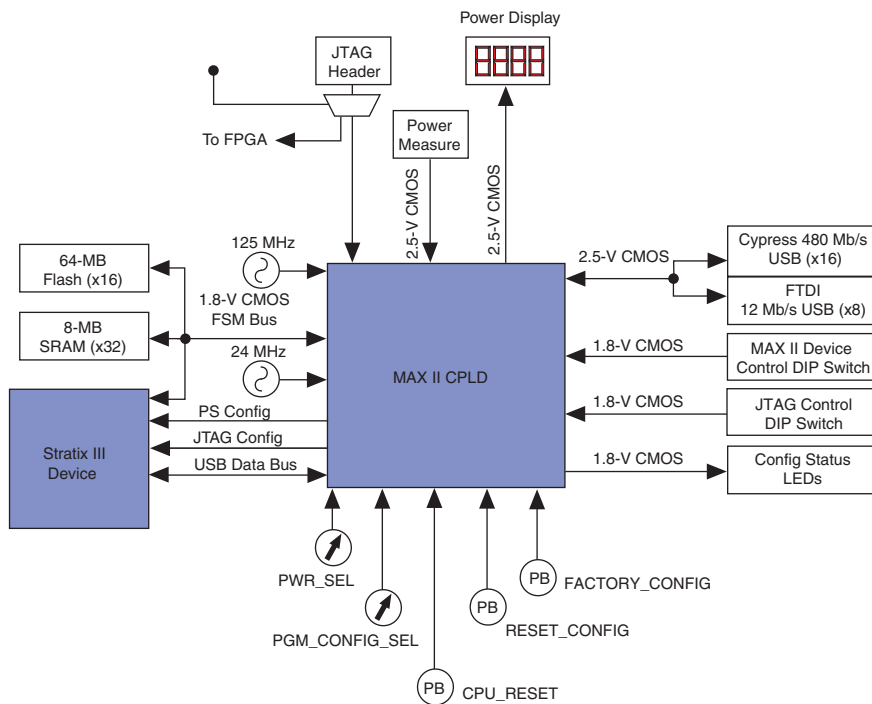 Power Display
JTAG
Header
8888
To FPGA
Power
Measure
2.5-V CMOS
2.5-V CMOS
125 MHz
64-MB
Flash (x16)
1.8-V CMOS
FSM Bus
8-MB
SRAM (x32)
24 MHz
MAX II CPLD
2.5-V CMOS
Cypress 480 Mb/s
USB (x16)
FTDI
12 Mb/s USB (x8)
1.8-V CMOS
MAX II Device
Control DIP Switch
1.8-V CMOS
JTAG Control
DIP Switch
1.8-V CMOS
Config Status
LEDs
Stratix III
Device
PS Config
JTAG Config
USB Data Bus
PWR_SEL
PGM_CONFIG_SEL
PB
CPU_RESET
PB
RESET_CONFIG
PB
FACTORY_CONFIG